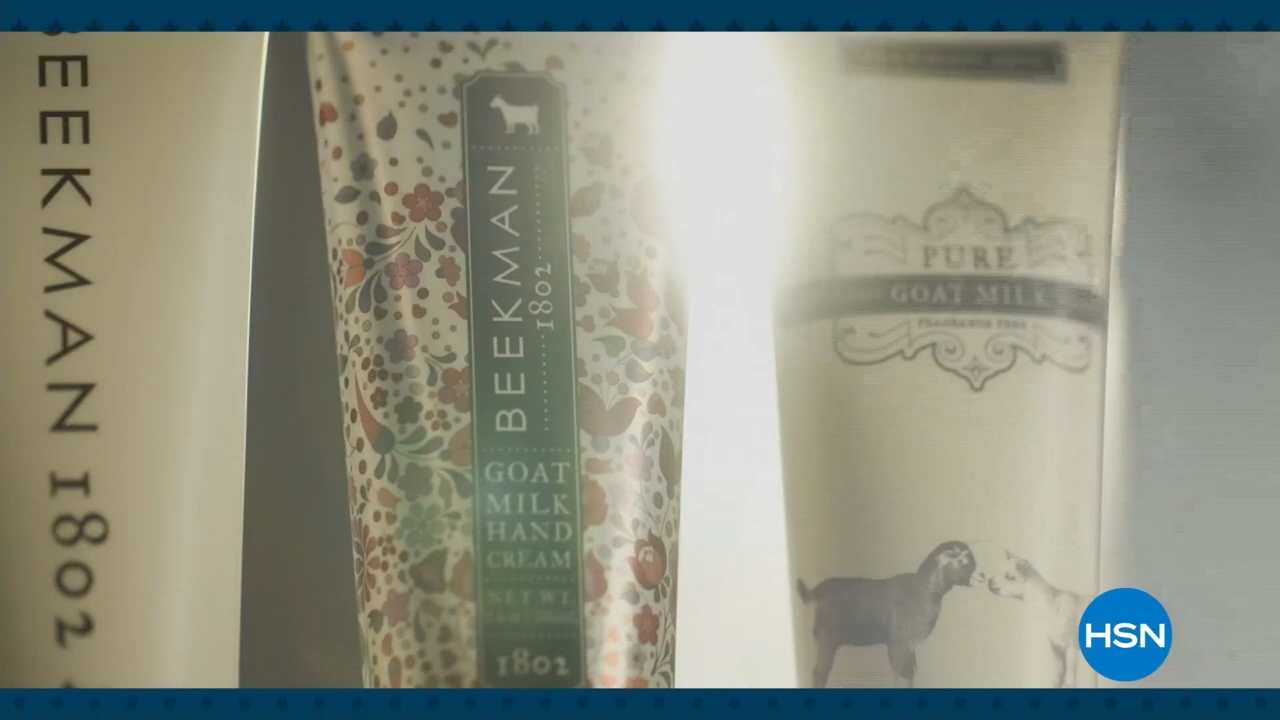 BEEKMAN 1802
BEEKMAN
1802
GOAT
MILK
HAND
CREAM
NET WT.
1802
PURE
GOAT MILK
FRAGRANCE FREE
HSN